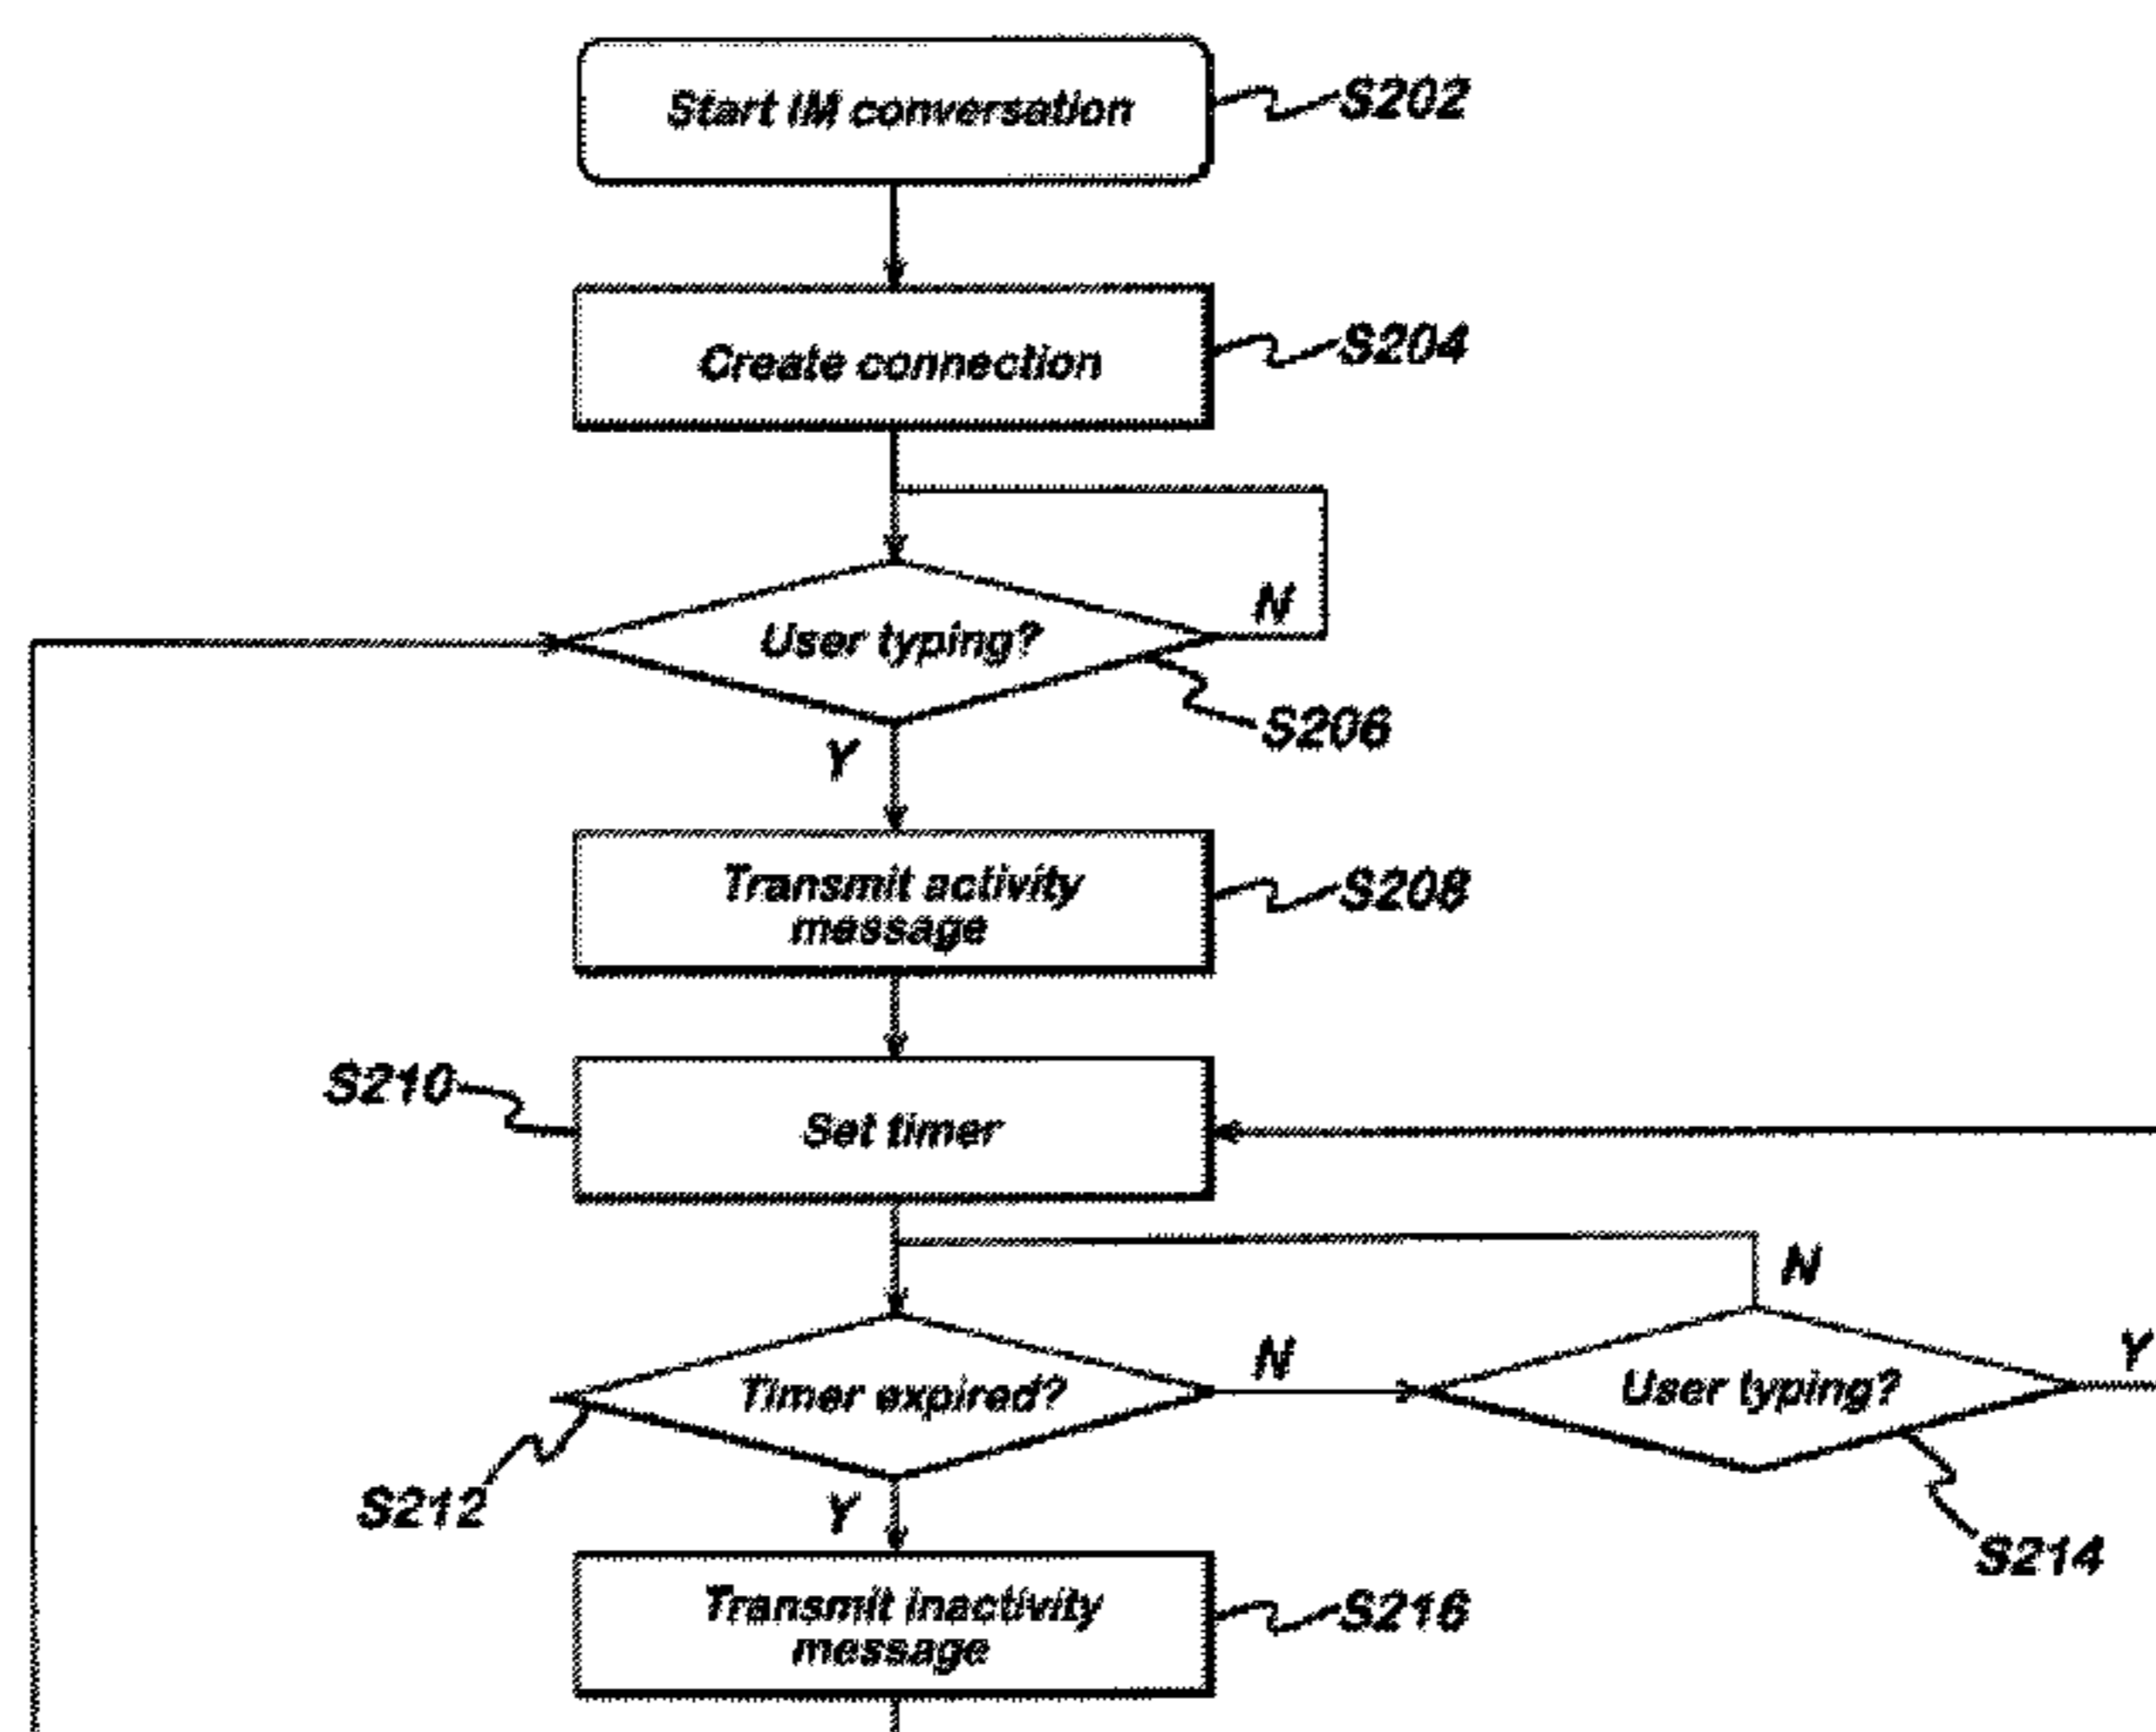 Start IM conversation
S202
Create connection
S204
N
User typing?
S206
Y
Transmit activity
message
S208
S210
Set timer
N
Timer expired?
N
User typing?
Y
S212
Y
S214
Transmit inactivity
message
S216